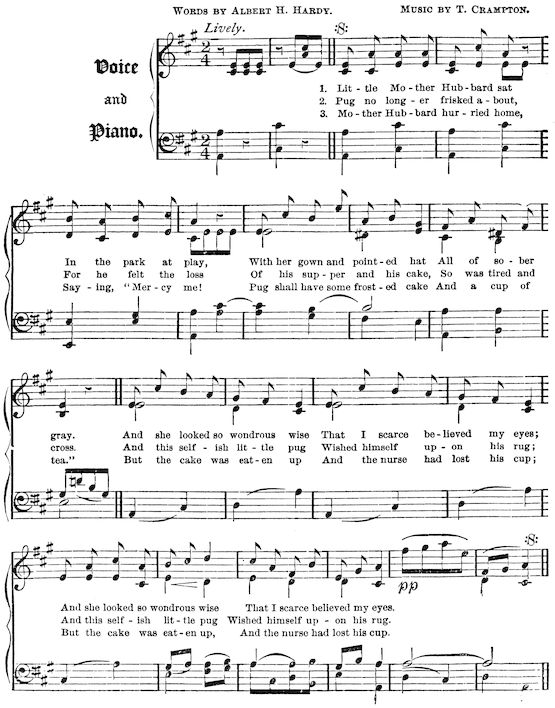 WORDS BY ALBERT H. HARDY. MUSIC BY T. CRAMPTON.
Lively.
Voice
and
Piano.
1. Lit - tle Mo - ther Hub - bard sat
2. Pug no long - er frisked a - bout,
3. Mo - ther Hub - bard hur - ried home,
In the park at play, With her gown and point - ed hat All of so - ber
For he felt the loss Of his sup - per and his cake, So was tired and
Say - ing, "Mer - cy me! Pug shall have some frost - ed cake And a cup of
gray. And she looked so wondrous wise That I scarce be - lieved my eyes;
cross. And this self - ish lit - tle pug Wished himself up - on his rug;
tea." But the cake was eat - en up And the nurse had lost his cup;
And she looked so wondrous wise That I scarce believed my eyes.
And this self - ish lit - tle pug Wished himself up - on his rug.
But the cake was eat - en up, And the nurse had lost his cup.
pp